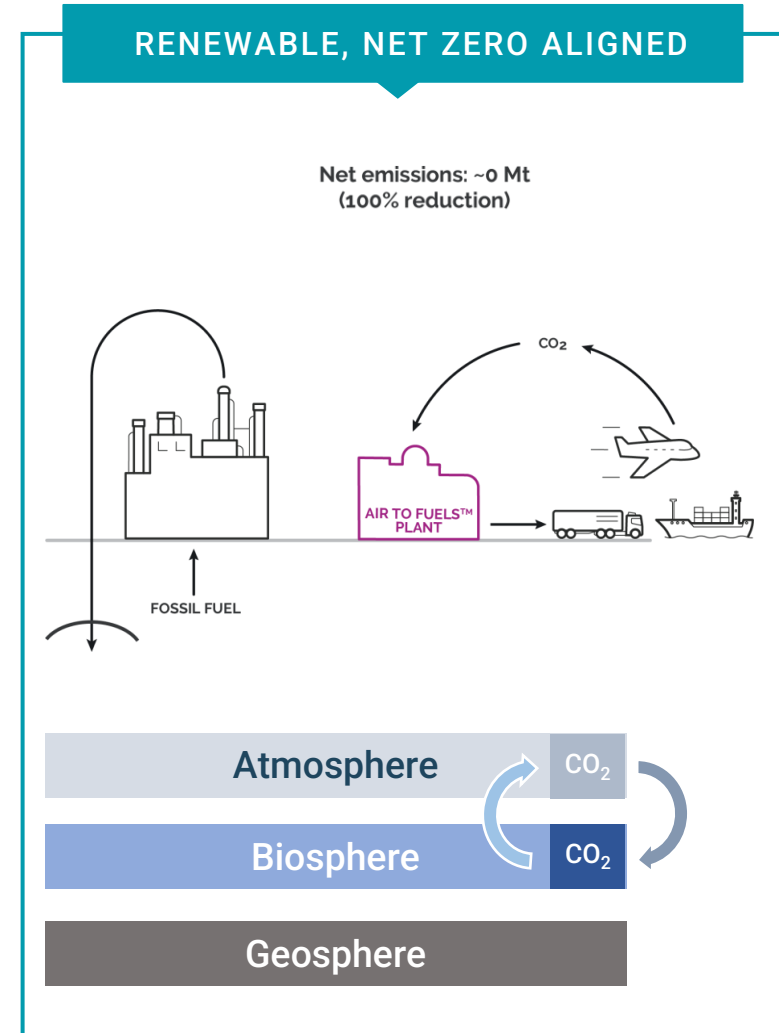 RENEWABLE, NET ZERO ALIGNED
Net emissions: ~0 Mt
(100% reduction)
CO₂
AIR TO FUELS™
PLANT
FOSSIL FUEL
Atmosphere
CO₂
Biosphere
CO₂
Geosphere